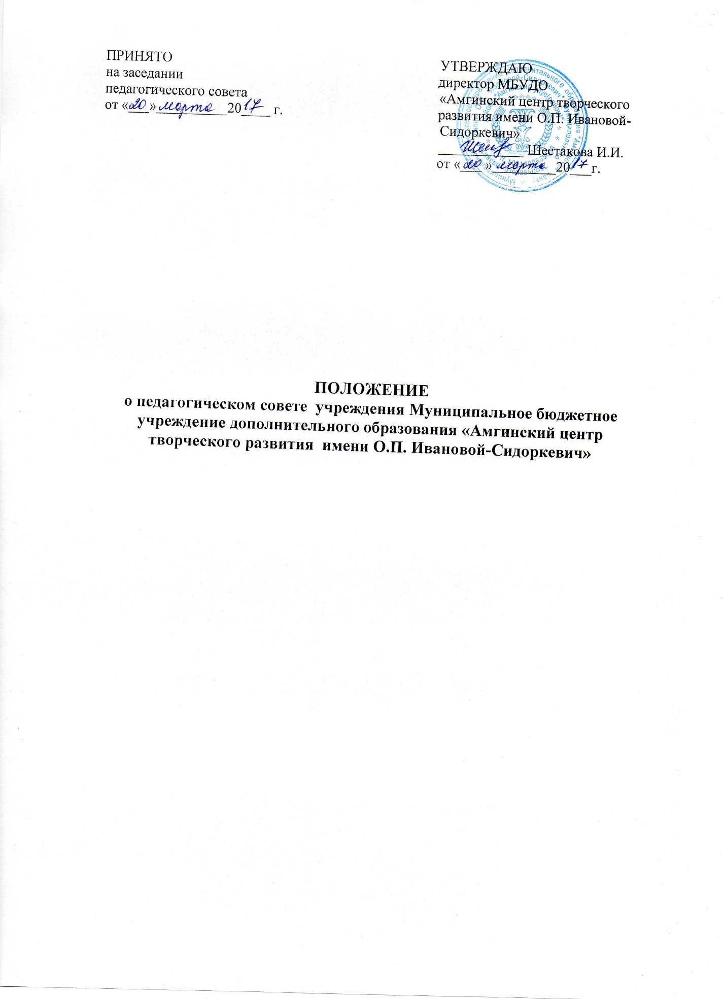 ПРИНЯТО
на заседании
педагогического совета
от «20» марта 2017 г.
УТВЕРЖДАЮ
директор МБУДО
«Амгинский центр творческого
развития имени О.П. Ивановой-
Сидоркевич»
Шестакова И.И.
от «20» марта 2017г.
ПОЛОЖЕНИЕ
о педагогическом совете учреждения Муниципальное бюджетное
учреждение дополнительного образования «Амгинский центр
творческого развития имени О.П. Ивановой-Сидоркевич»